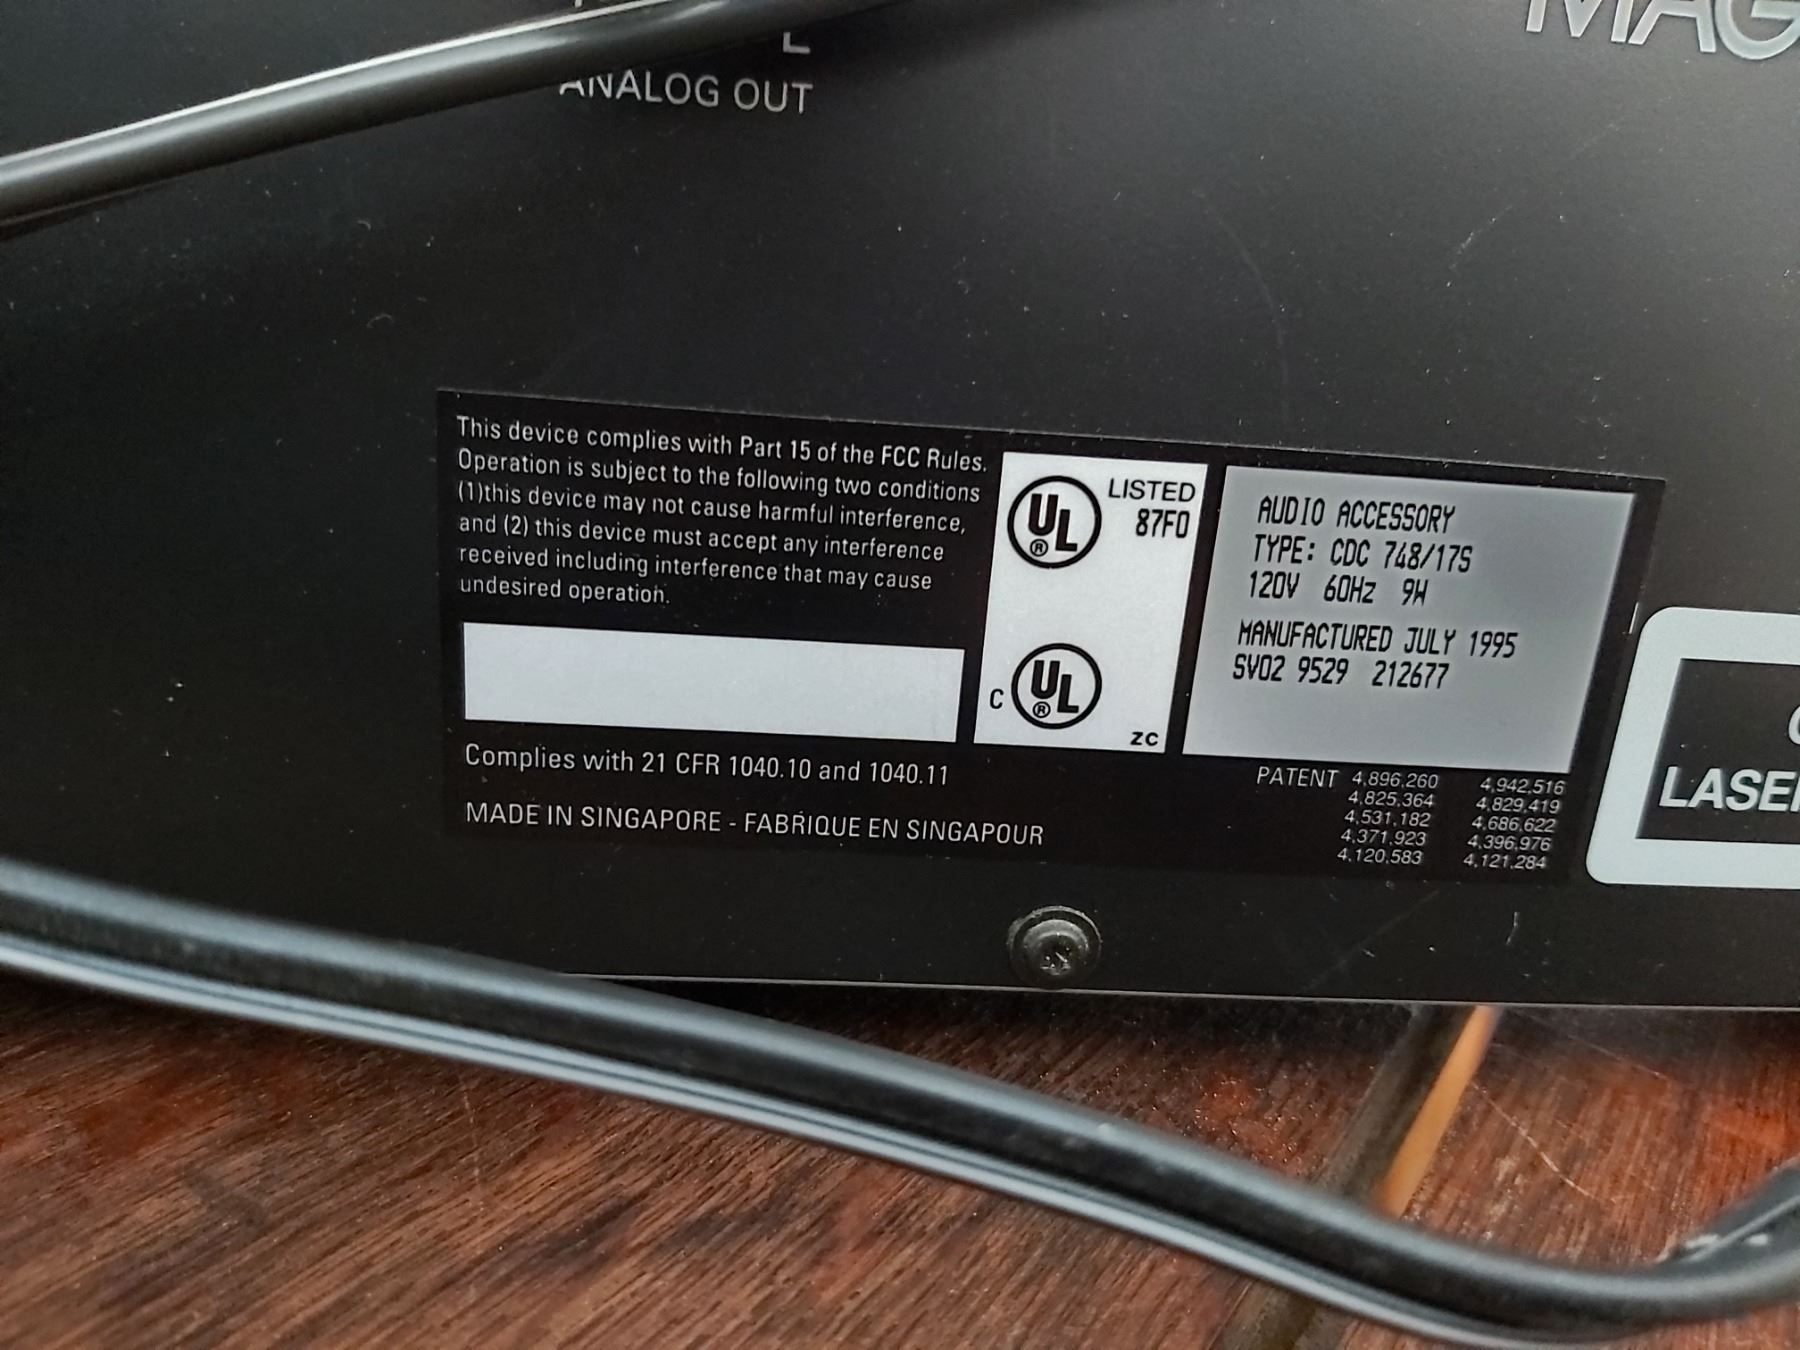 L
ANALOG OUT
MAG
This device complies with Part 15 of the FCC Rules.
Operation is subject to the following two conditions
(1)this device may not cause harmful interference,
and (2) this device must accept any interference
received including interference that may cause
undesired operation.
Complies with 21 CFR 1040.10 and 1040.11
MADE IN SINGAPORE - FABRIQUE EN SINGAPOUR
UL ®
LISTED
87F0
C UL ®
ZC
AUDIO ACCESSORY
TYPE: CDC 748/17S
120V 60Hz 9W
MANUFACTURED JULY 1995
SV02 9529 212677
PATENT 4,896,260 4,942,516
4,825,364 4,829,419
4,531,182 4,686,622
4,371,923 4,396,976
4,120,583 4,121,284
LASE